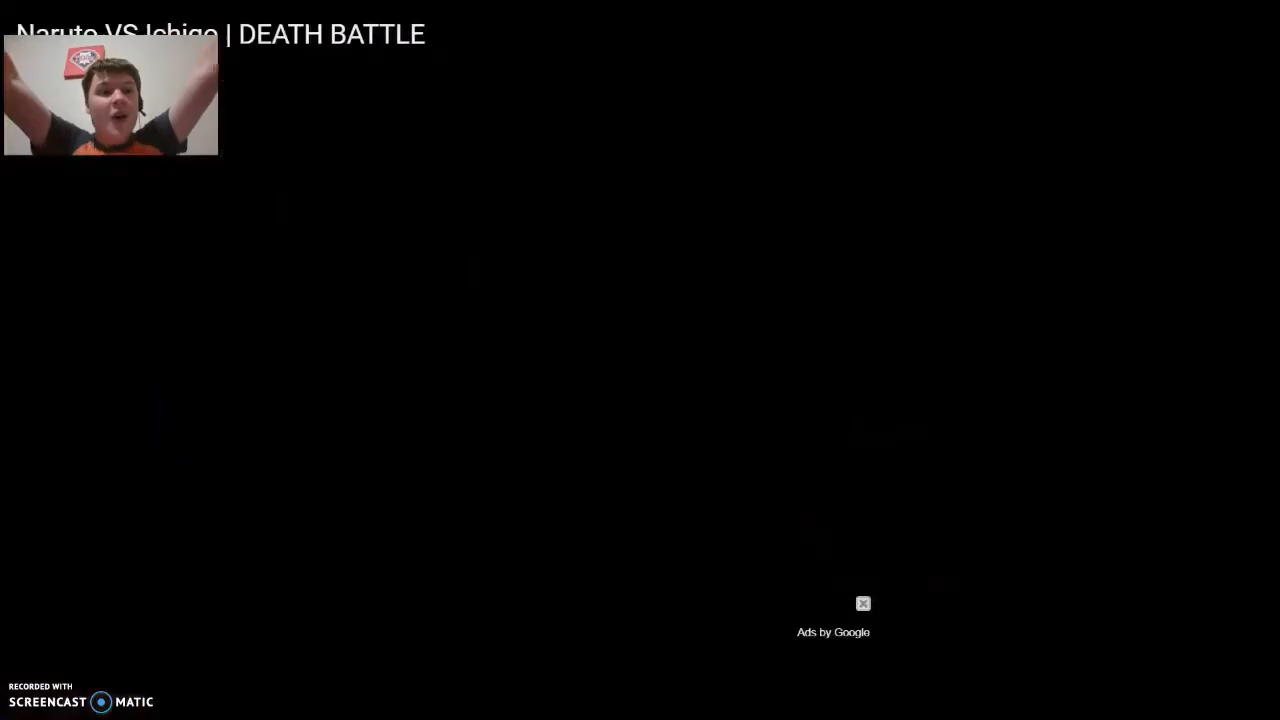 Naruto VS Ichigo | DEATH BATTLE
Ads by Google
RECORDED WITH
SCREENCAST MATIC